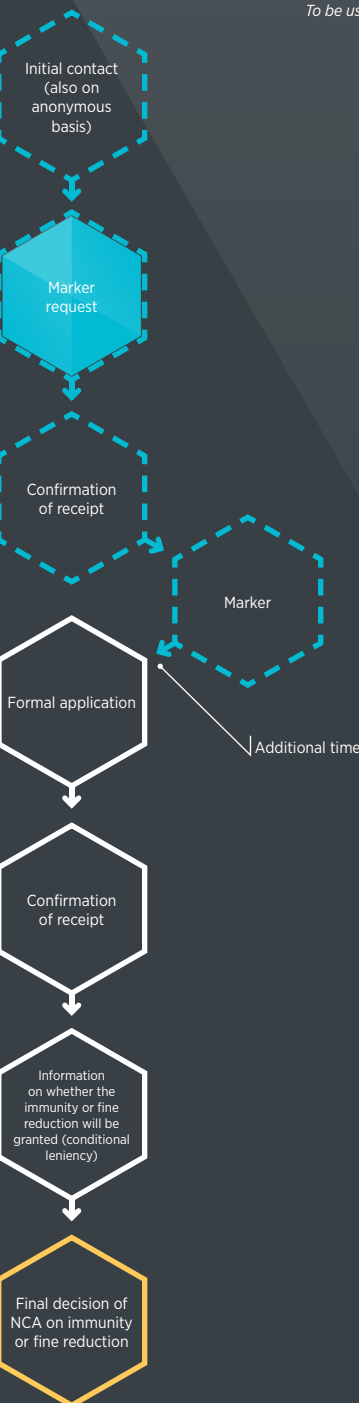 To be us
Initial contact
(also on
anonymous
basis)
Marker
request
Confirmation
of receipt
Marker
Formal application
Additional time
Confirmation
of receipt
Information
on whether the
immunity or fine
reduction will be
granted (conditional
leniency)
Final decision of
NCA on immunity
or fine reduction